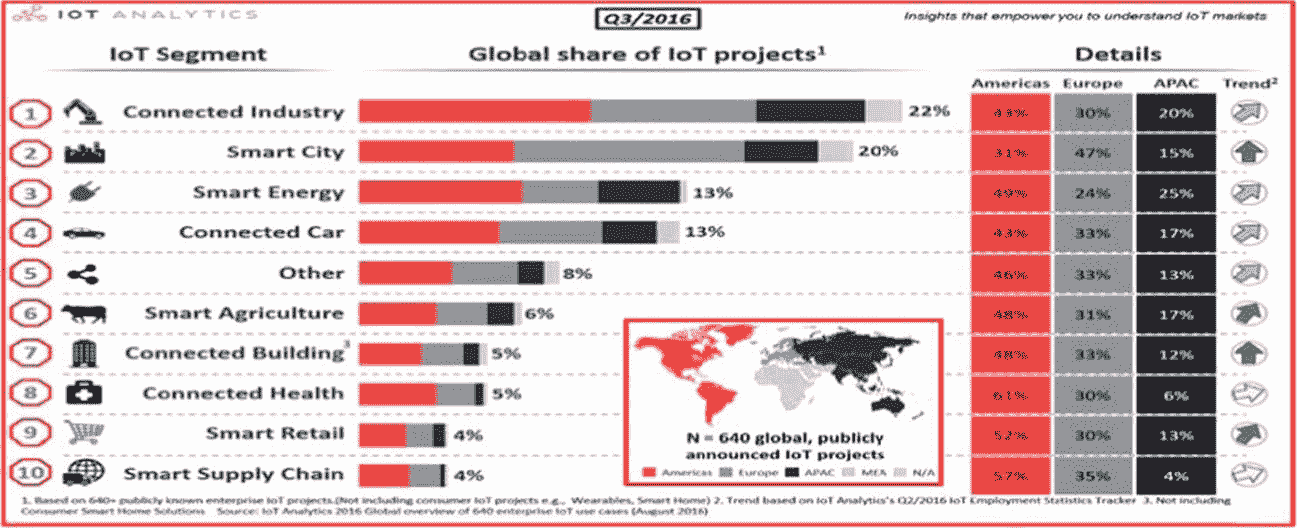 IOT ANALYTICS
Q3/2016
Insights that empower you to understand IoT markets
IoT Segment
Global share of IoT projects1
Details
Americas Europe APAC Trend2
1 Connected Industry 22% 43% 30% 20%
2 Smart City 20% 31% 47% 15%
3 Smart Energy 13% 49% 24% 25%
4 Connected Car 13% 43% 33% 17%
5 Other 8% 46% 33% 13%
6 Smart Agriculture 6% 48% 31% 17%
7 Connected Building3 5% 48% 33% 12%
8 Connected Health 5% 61% 30% 6%
9 Smart Retail 4% 52% 30% 13%
10 Smart Supply Chain 4% 57% 35% 4%
N = 640 global, publicly
announced IoT projects
Americas Europe APAC MEA N/A
1. Based on 640+ publicly known enterprise IoT projects.(Not including consumer IoT projects e.g., Wearables, Smart Home) 2. Trend based on IoT Analytics's Q2/2016 IoT Employment Statistics Tracker 3. Not including
Consumer Smart Home Solutions Source: IoT Analytics 2016 Global overview of 640 enterprise IoT use cases (August 2016)